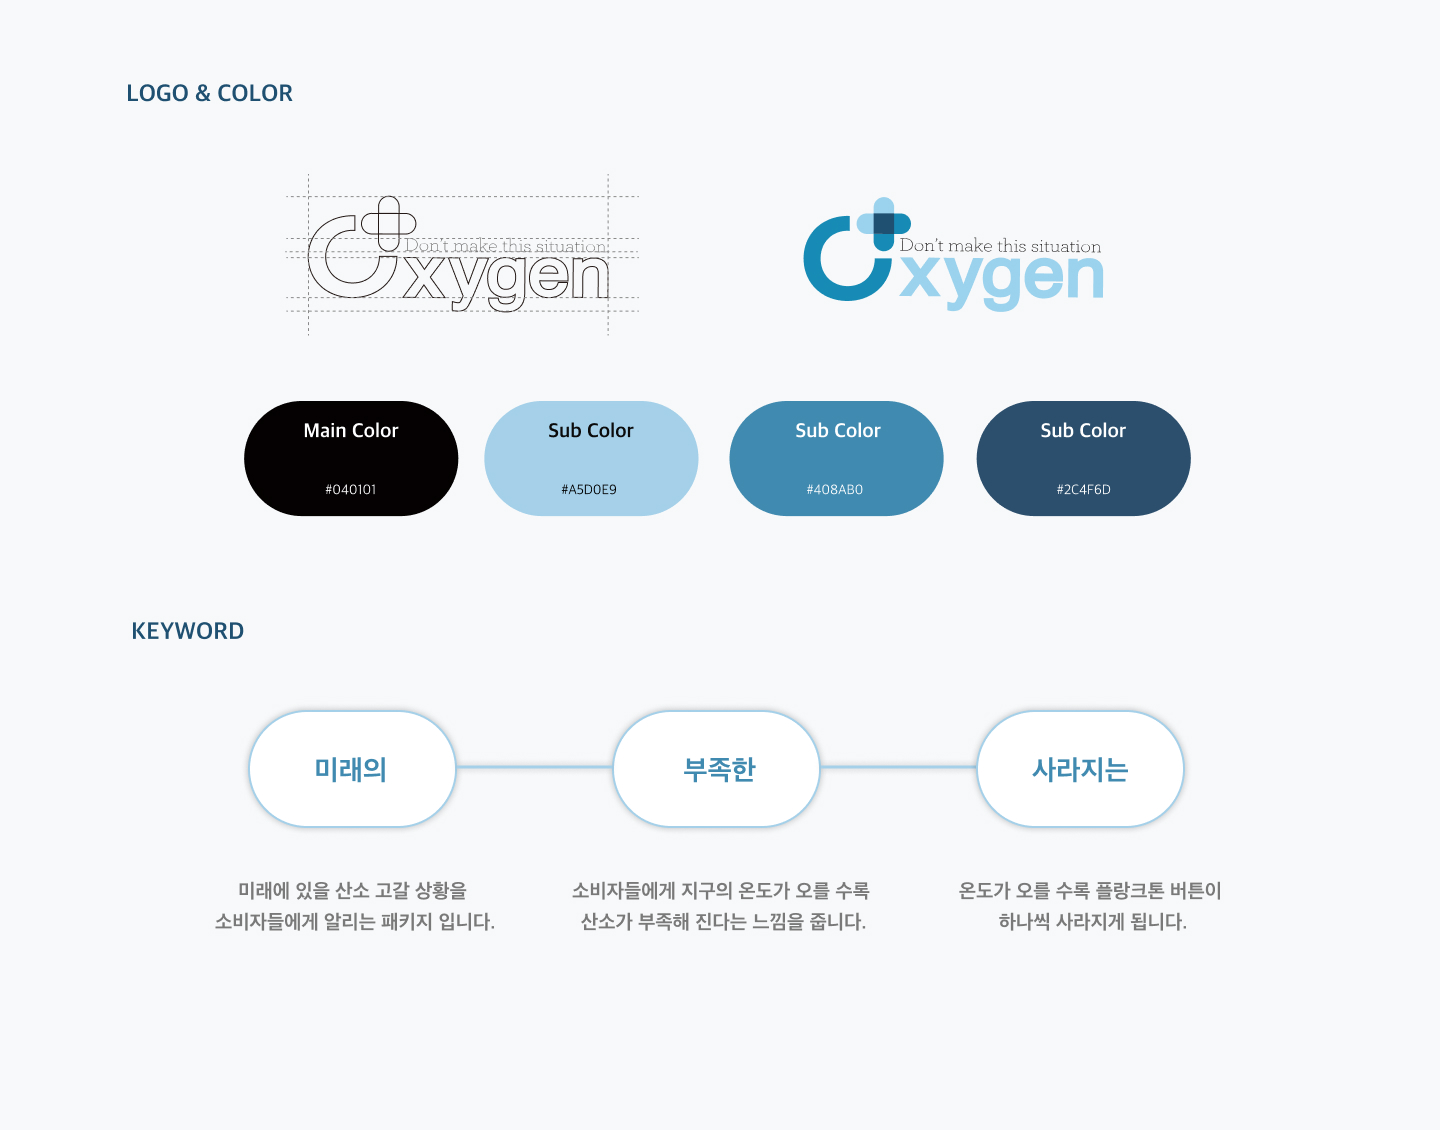 LOGO & COLOR
Don't make this situation
Oxygen
Don't make this situation
Oxygen
Main Color
#040101
Sub Color
#A5D0E9
Sub Color
#408AB0
Sub Color
#2C4F6D
KEYWORD
미래의
부족한
사라지는
미래에 있을 산소 고갈 상황을
소비자들에게 알리는 패키지 입니다.
소비자들에게 지구의 온도가 오를 수록
산소가 부족해 진다는 느낌을 줍니다.
온도가 오를 수록 플랑크톤 버튼이
하나씩 사라지게 됩니다.